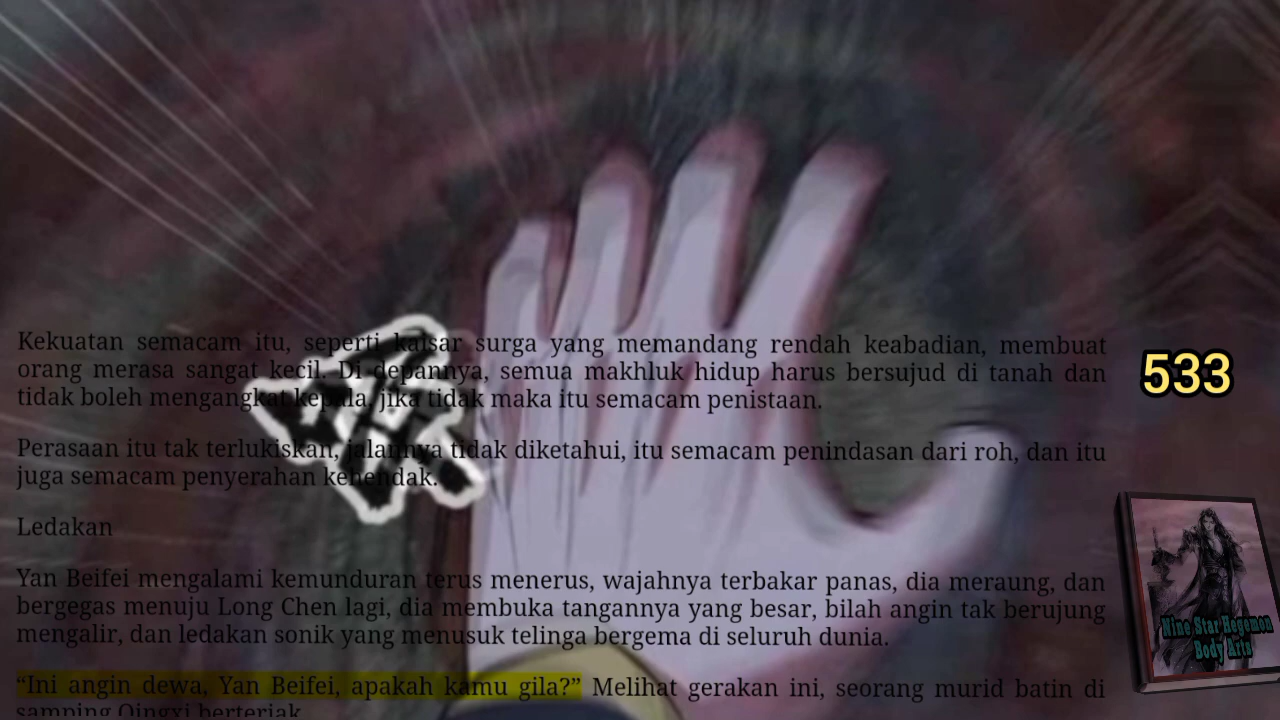 Kekuatan semacam itu, seperti kaisar surga yang memandang rendah keabadian, membuat
orang merasa sangat kecil. Di depannya, semua makhluk hidup harus bersujud di tanah dan
tidak boleh mengangkat kepala, jika tidak maka itu semacam penistaan.
Perasaan itu tak terlukiskan, jalannya tidak diketahui, itu semacam penindasan dari roh, dan itu
juga semacam penyerahan kehendak.
Ledakan
Yan Beifei mengalami kemunduran terus menerus, wajahnya terbakar panas, dia meraung, dan
bergegas menuju Long Chen lagi, dia membuka tangannya yang besar, bilah angin tak berujung
mengalir, dan ledakan sonik yang menusuk telinga bergema di seluruh dunia.
“Ini angin dewa, Yan Beifei, apakah kamu gila?” Melihat gerakan ini, seorang murid batin di
samping Qingxi berteriak
533
Nine Star Hegemon
Body Arts